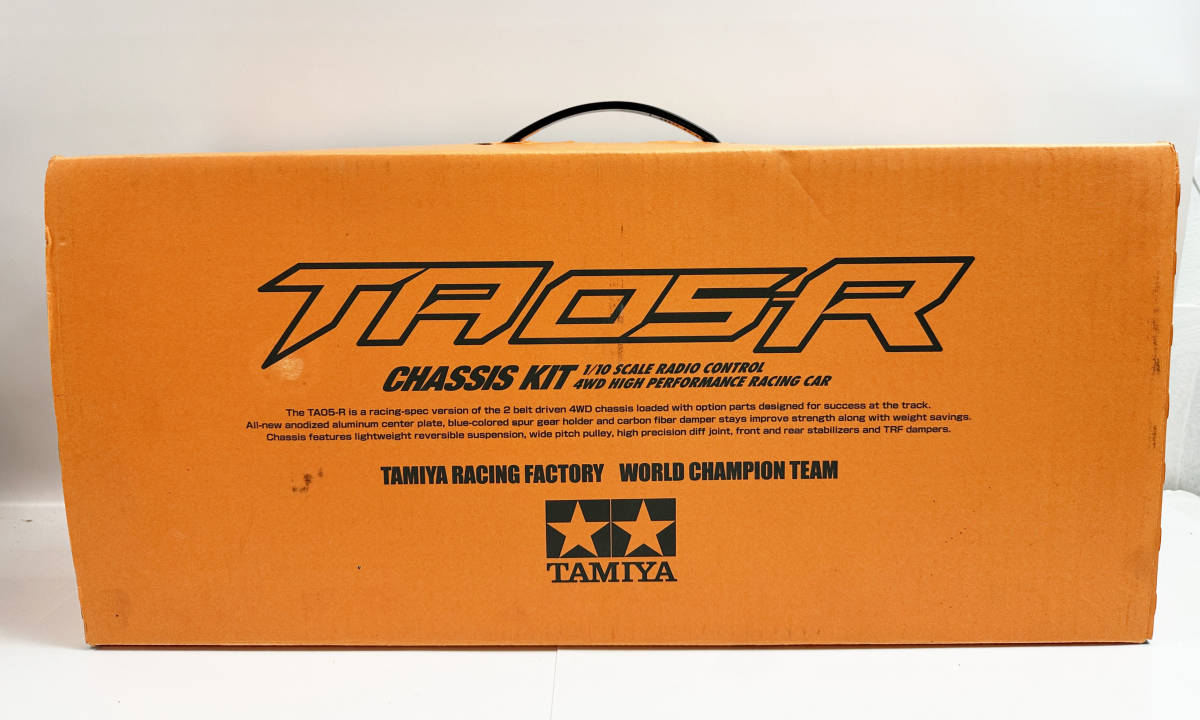 TA05-R
CHASSIS KIT 1/10 SCALE RADIO CONTROL
4WD HIGH PERFORMANCE RACING CAR
The TA05-R is a racing-spec version of the 2 belt driven 4WD chassis loaded with option parts designed for success at the track.
All-new anodized aluminum center plate, blue-colored spur gear holder and carbon fiber damper stays improve strength along with weight savings.
Chassis features lightweight reversible suspension, wide pitch pulley, high precision diff joint, front and rear stabilizers and TRF dampers.
TAMIYA RACING FACTORY WORLD CHAMPION TEAM
TAMIYA